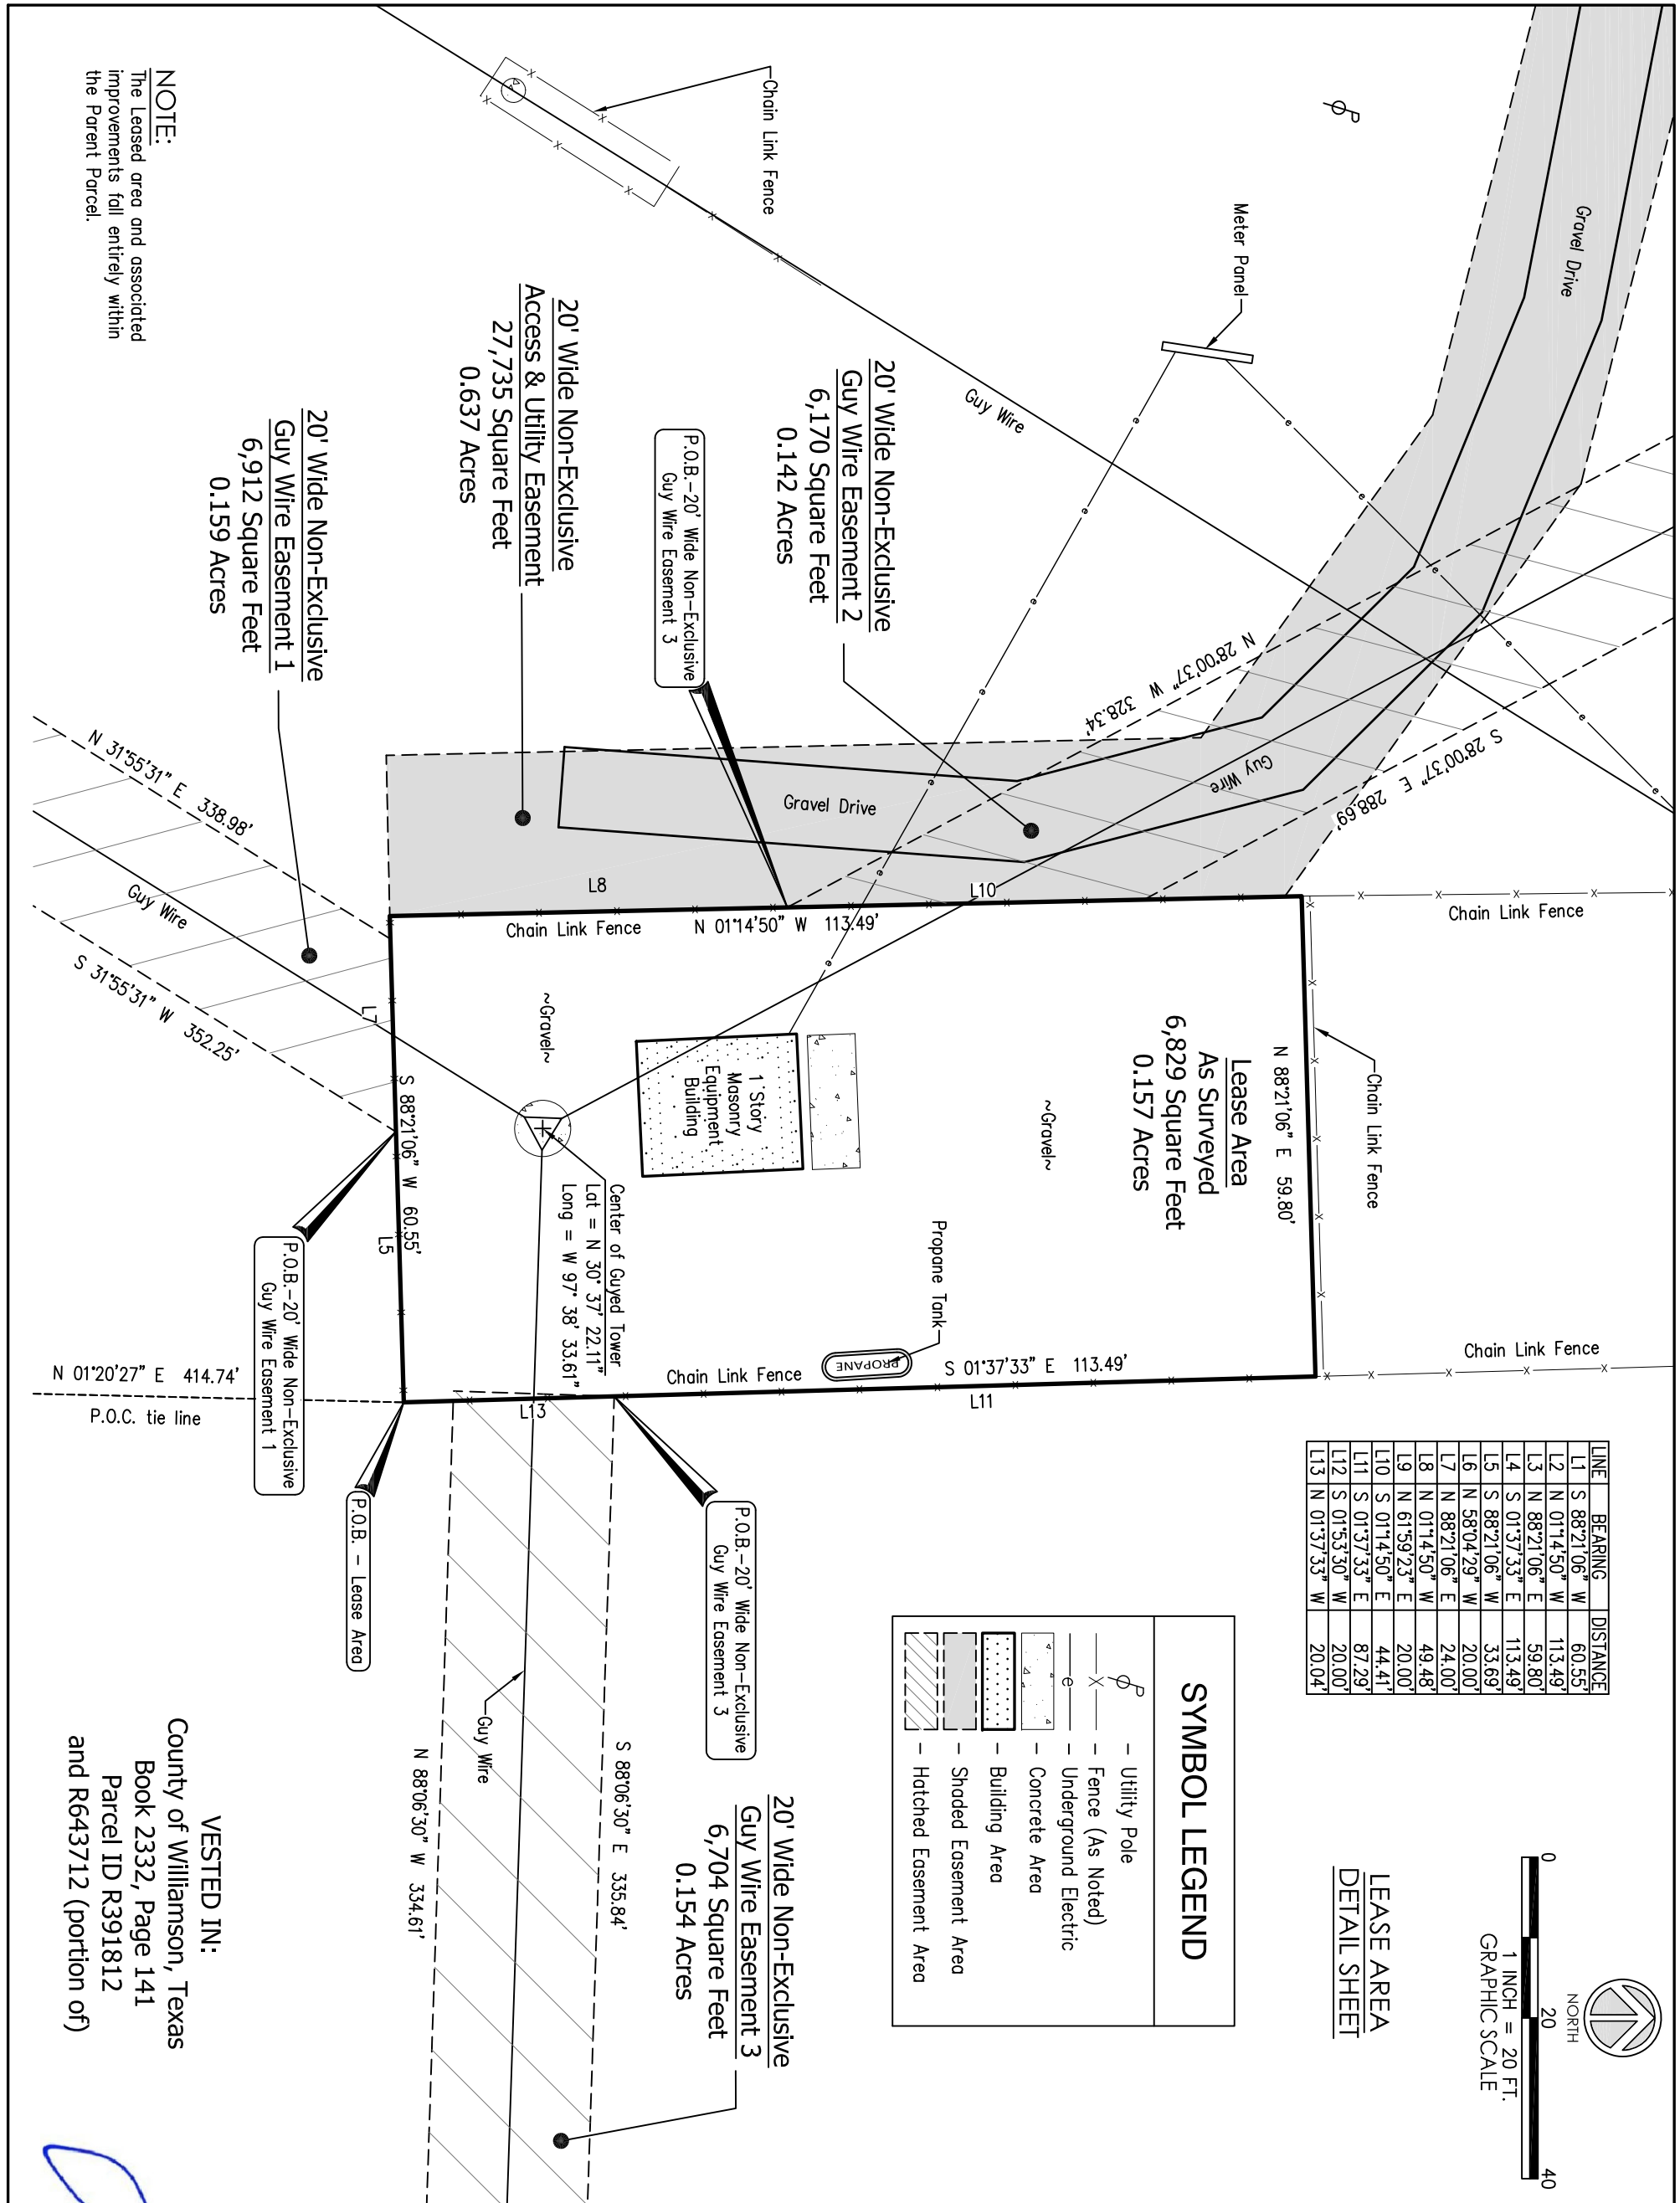 NORTH
0
20
40
1 INCH = 20 FT.
GRAPHIC SCALE
LEASE AREA
DETAIL SHEET
LINE BEARING DISTANCE
L1 S 88°21'06" W 60.55'
L2 N 01°14'50" W 113.49'
L3 N 88°21'06" E 59.80'
L4 S 01°37'33" E 113.49'
L5 S 88°21'06" W 33.69'
L6 N 58°04'29" W 20.00'
L7 N 88°21'06" E 24.00'
L8 N 01°14'50" W 49.48'
L9 N 61°59'23" E 20.00'
L10 S 01°14'50" E 44.41'
L11 S 01°37'33" E 87.29'
L12 S 01°53'30" W 20.00'
L13 N 01°37'33" W 20.04'
SYMBOL LEGEND
P
- Utility Pole
X
- Fence (As Noted)
e
- Underground Electric
- Concrete Area
- Building Area
- Shaded Easement Area
- Hatched Easement Area
P
Gravel Drive
Meter Panel
Chain Link Fence
Guy Wire
N 28°00'37" W 328.34'
S 28°00'37" E 288.69'
Guy Wire
Gravel Drive
Chain Link Fence
Chain Link Fence
Chain Link Fence
N 88°21'06" E 59.80'
Lease Area
As Surveyed
6,829 Square Feet
0.157 Acres
~Gravel~
L10
L8
N 01°14'50" W 113.49'
Chain Link Fence
Propane Tank
PROPANE
S 01°37'33" E 113.49'
L11
Chain Link Fence
1 Story
Masonry
Equipment
Building
~Gravel~
Center of Guyed Tower
Lat = N 30° 37' 22.11"
Long = W 97° 38' 33.61"
L13
L7
S 88°21'06" W 60.55'
L5
20' Wide Non-Exclusive
Guy Wire Easement 2
6,170 Square Feet
0.142 Acres
P.O.B.-20' Wide Non-Exclusive
Guy Wire Easement 3
20' Wide Non-Exclusive
Access & Utility Easement
27,735 Square Feet
0.637 Acres
20' Wide Non-Exclusive
Guy Wire Easement 1
6,912 Square Feet
0.159 Acres
N 31°55'31" E 338.98'
Guy Wire
S 31°55'31" W 352.25'
P.O.B.-20' Wide Non-Exclusive
Guy Wire Easement 1
N 01°20'27" E 414.74'
P.O.C. tie line
P.O.B. - Lease Area
P.O.B.-20' Wide Non-Exclusive
Guy Wire Easement 3
20' Wide Non-Exclusive
Guy Wire Easement 3
6,704 Square Feet
0.154 Acres
S 88°06'30" E 335.84'
Guy Wire
N 88°06'30" W 334.61'
NOTE:
The Leased area and associated
improvements fall entirely within
the Parent Parcel.
VESTED IN:
County of Williamson, Texas
Book 2332, Page 141
Parcel ID R391812
and R643712 (portion of)